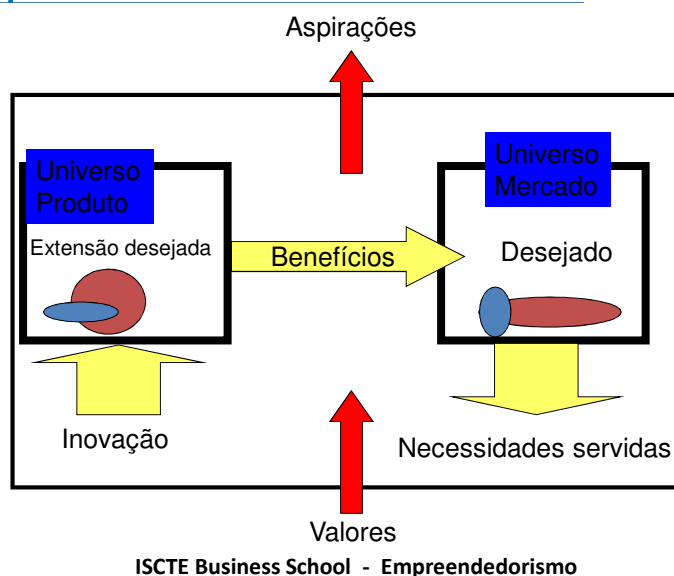 Aspirações
Universo
Produto
Universo
Mercado
Extensão desejada
Benefícios
Desejado
Inovação
Necessidades servidas
Valores
ISCTE Business School - Empreendedorismo